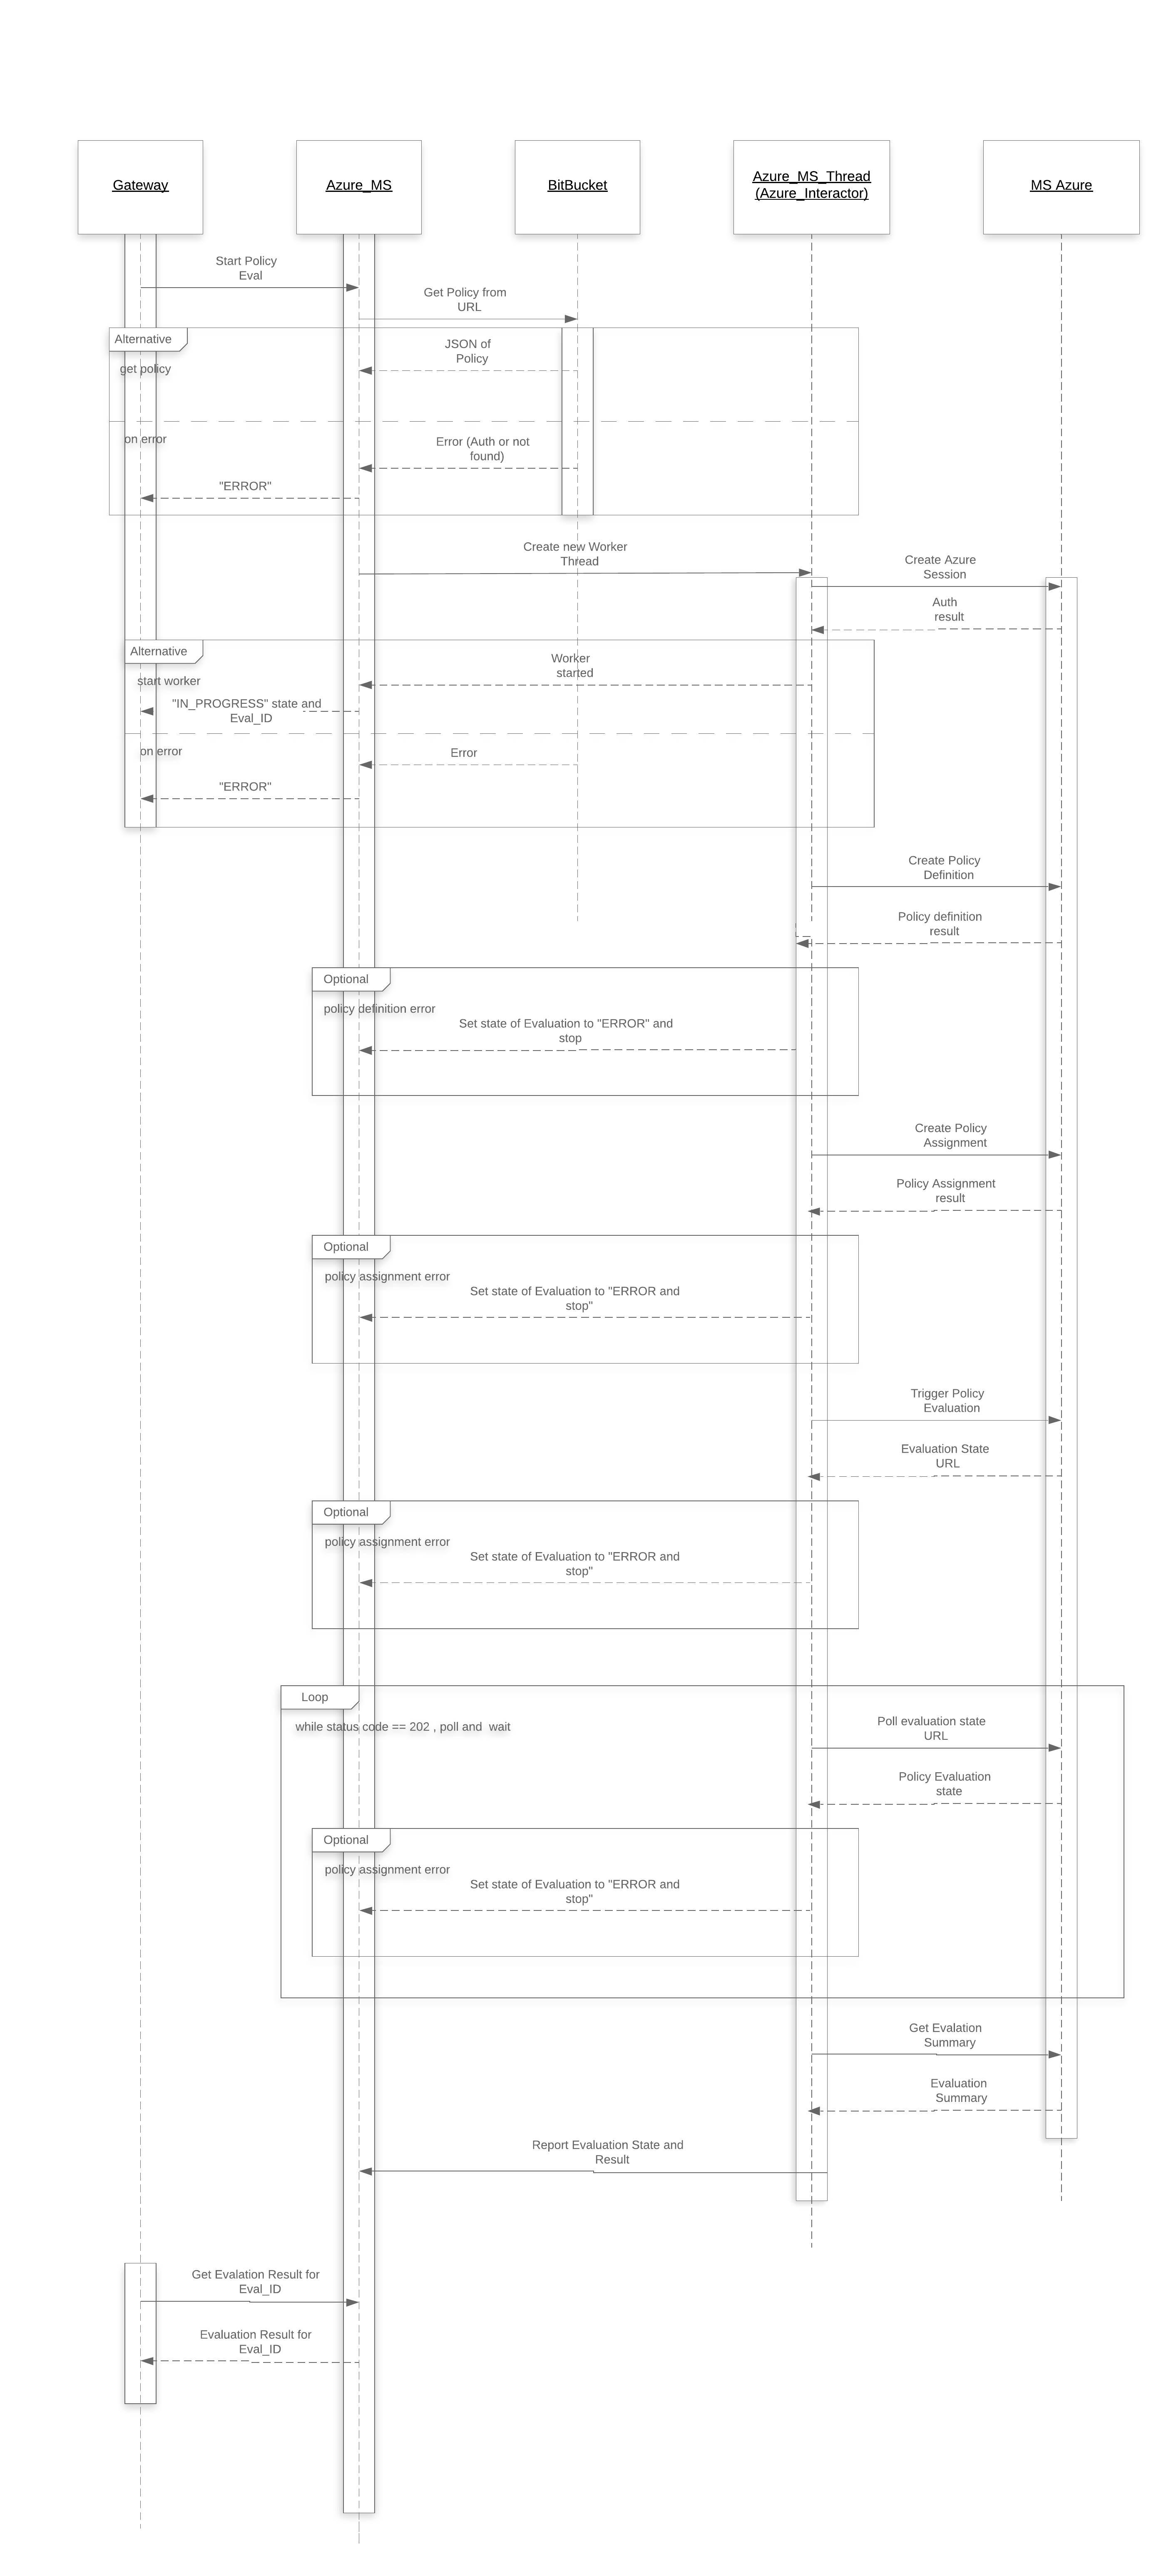 Gateway
Azure_MS
BitBucket
Azure_MS_Thread
(Azure_Interactor)
MS Azure
Start Policy
Eval
Get Policy from
URL
Alternative
get policy
JSON of
Policy
on error
Error (Auth or not
found)
"ERROR"
Create new Worker
Thread
Create Azure
Session
Auth
result
Alternative
start worker
Worker
started
"IN_PROGRESS" state and
Eval_ID
on error
Error
"ERROR"
Create Policy
Definition
Policy definition
result
Optional
policy definition error
Set state of Evaluation to "ERROR" and
stop
Create Policy
Assignment
Policy Assignment
result
Optional
policy assignment error
Set state of Evaluation to "ERROR and
stop"
Trigger Policy
Evaluation
Evaluation State
URL
Optional
policy assignment error
Set state of Evaluation to "ERROR and
stop"
Loop
while status code == 202 , poll and  wait
Poll evaluation state
URL
Policy Evaluation
state
Optional
policy assignment error
Set state of Evaluation to "ERROR and
stop"
Get Evalation
Summary
Evaluation
Summary
Report Evaluation State and
Result
Get Evalation Result for
Eval_ID
Evaluation Result for
Eval_ID